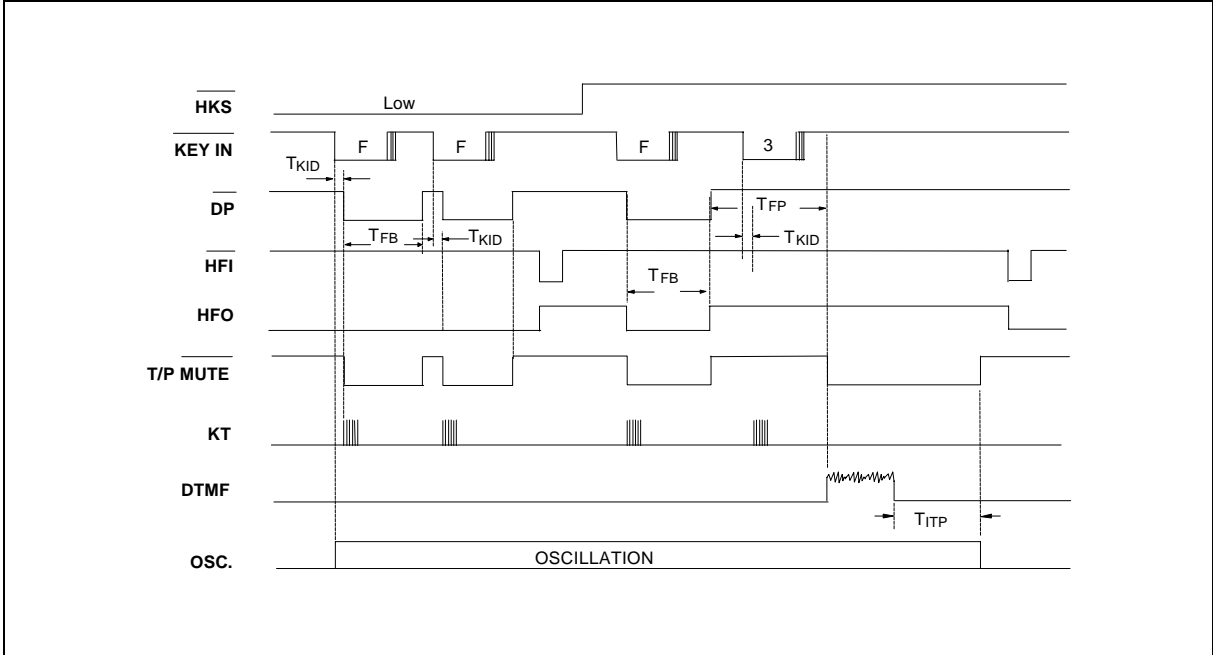 HKS
Low
KEY IN
F
F
F
3
TKID
DP
TFP
TFB
TKID
TKID
HFI
TFB
HFO
T/P MUTE
KT
DTMF
TITP
OSC.
OSCILLATION